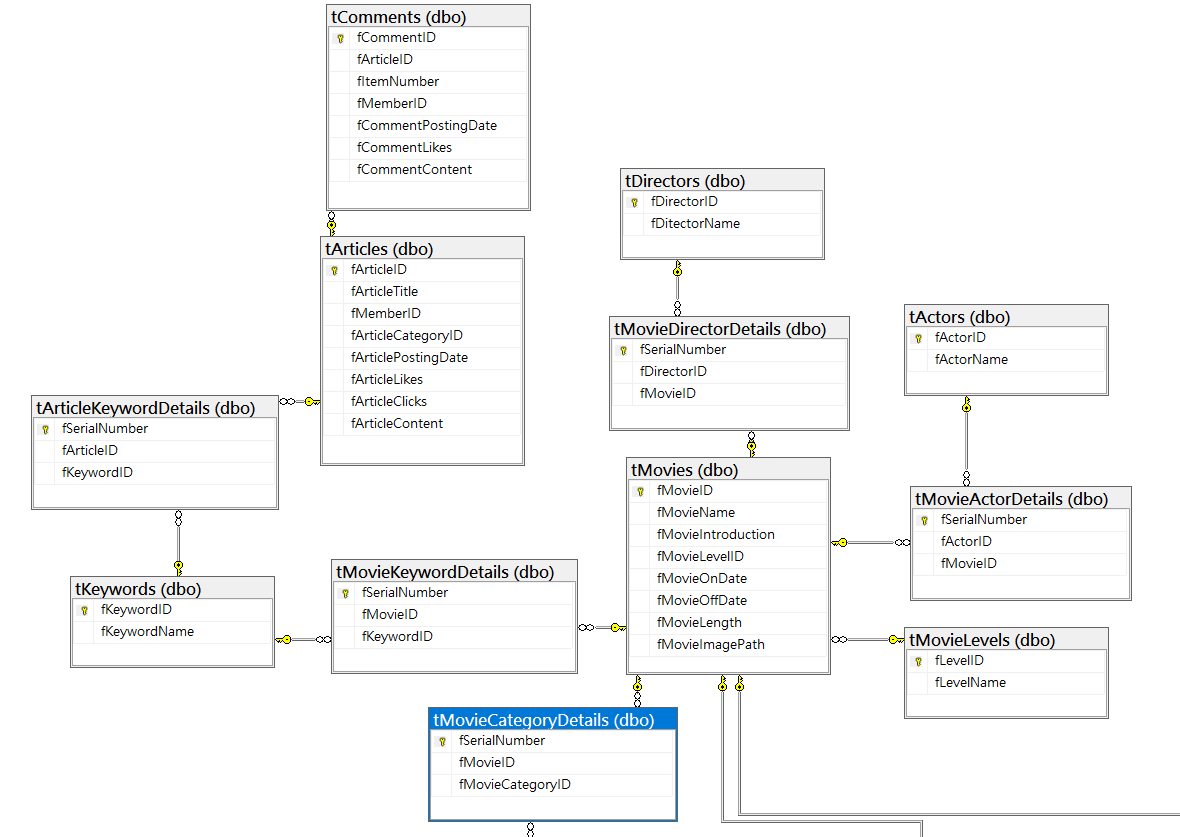 tComments (dbo)
fCommentID
fArticleID
fItemNumber
fMemberID
fCommentPostingDate
fCommentLikes
fCommentContent
tArticles (dbo)
fArticleID
fArticleTitle
fMemberID
fArticleCategoryID
fArticlePostingDate
fArticleLikes
fArticleClicks
fArticleContent
tArticleKeywordDetails (dbo)
fSerialNumber
fArticleID
fKeywordID
tKeywords (dbo)
fKeywordID
fKeywordName
tMovieKeywordDetails (dbo)
fSerialNumber
fMovieID
fKeywordID
tDirectors (dbo)
fDirectorID
fDitectorName
tMovieDirectorDetails (dbo)
fSerialNumber
fDirectorID
fMovieID
tMovies (dbo)
fMovieID
fMovieName
fMovieIntroduction
fMovieLevelID
fMovieOnDate
fMovieOffDate
fMovieLength
fMovieImagePath
tActors (dbo)
fActorID
fActorName
tMovieActorDetails (dbo)
fSerialNumber
fActorID
fMovieID
tMovieLevels (dbo)
fLevelID
fLevelName
tMovieCategoryDetails (dbo)
fSerialNumber
fMovieID
fMovieCategoryID